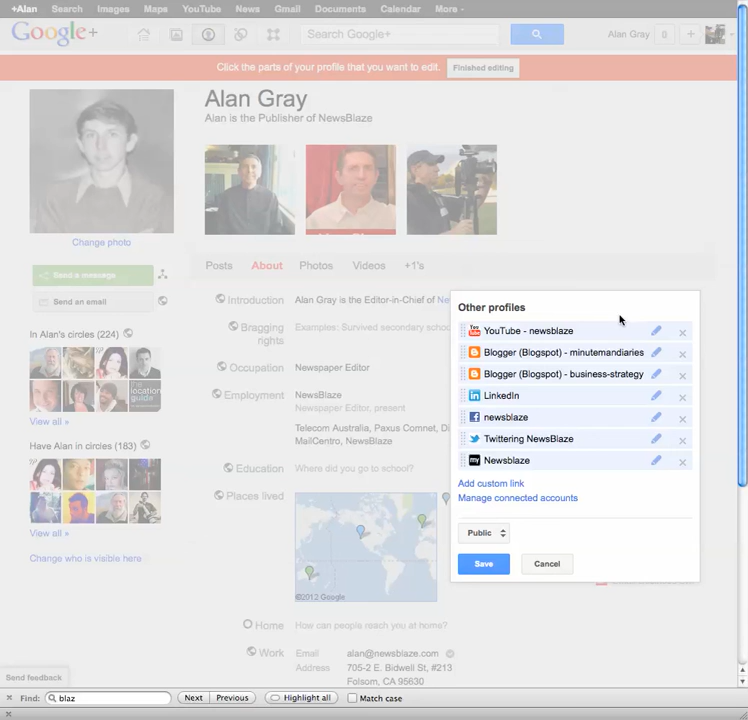 +Alan Search Images Maps YouTube News Gmail Documents Calendar More
Google+
Search Google+
Alan Gray 0 +
Click the parts of your profile that you want to edit. Finished editing
Alan Gray
Alan is the Publisher of NewsBlaze
Change photo
Send a message...
Send an email
Posts About Photos Videos +1's
Introduction Alan Gray is the Editor-in-Chief of Ne
Bragging rights Examples: Survived secondary schoo
Occupation Newspaper Editor
Employment NewsBlaze
Newspaper Editor, present
Telecom Australia, Paxus Comnet, Di
MailCentro, NewsBlaze
Education Where did you go to school?
Places lived
©2012 Google
Home How can people reach you at home?
Work Email alan@newsblaze.com
Address 705-2 E. Bidwell St, #213
Folsom, CA 95630
In Alan's circles (224)
the location guide
View all »
Have Alan in circles (183)
View all »
Change who is visible here
Other profiles
YouTube - newsblaze
Blogger (Blogspot) - minutemandiaries
Blogger (Blogspot) - business-strategy
LinkedIn
newsblaze
Twittering NewsBlaze
Newsblaze
Add custom link
Manage connected accounts
Public
Save Cancel
Send feedback
Find: blaz Next Previous Highlight all Match case